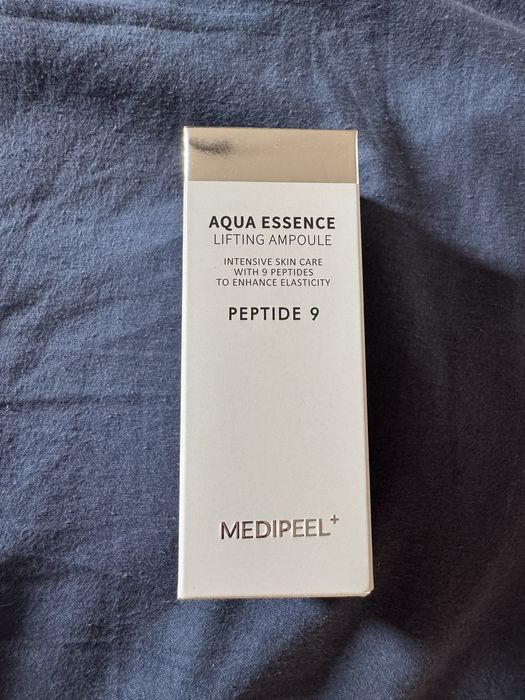 AQUA ESSENCE
LIFTING AMPOULE
INTENSIVE SKIN CARE
WITH 9 PEPTIDES
TO ENHANCE ELASTICITY
PEPTIDE 9
MEDIPEEL+